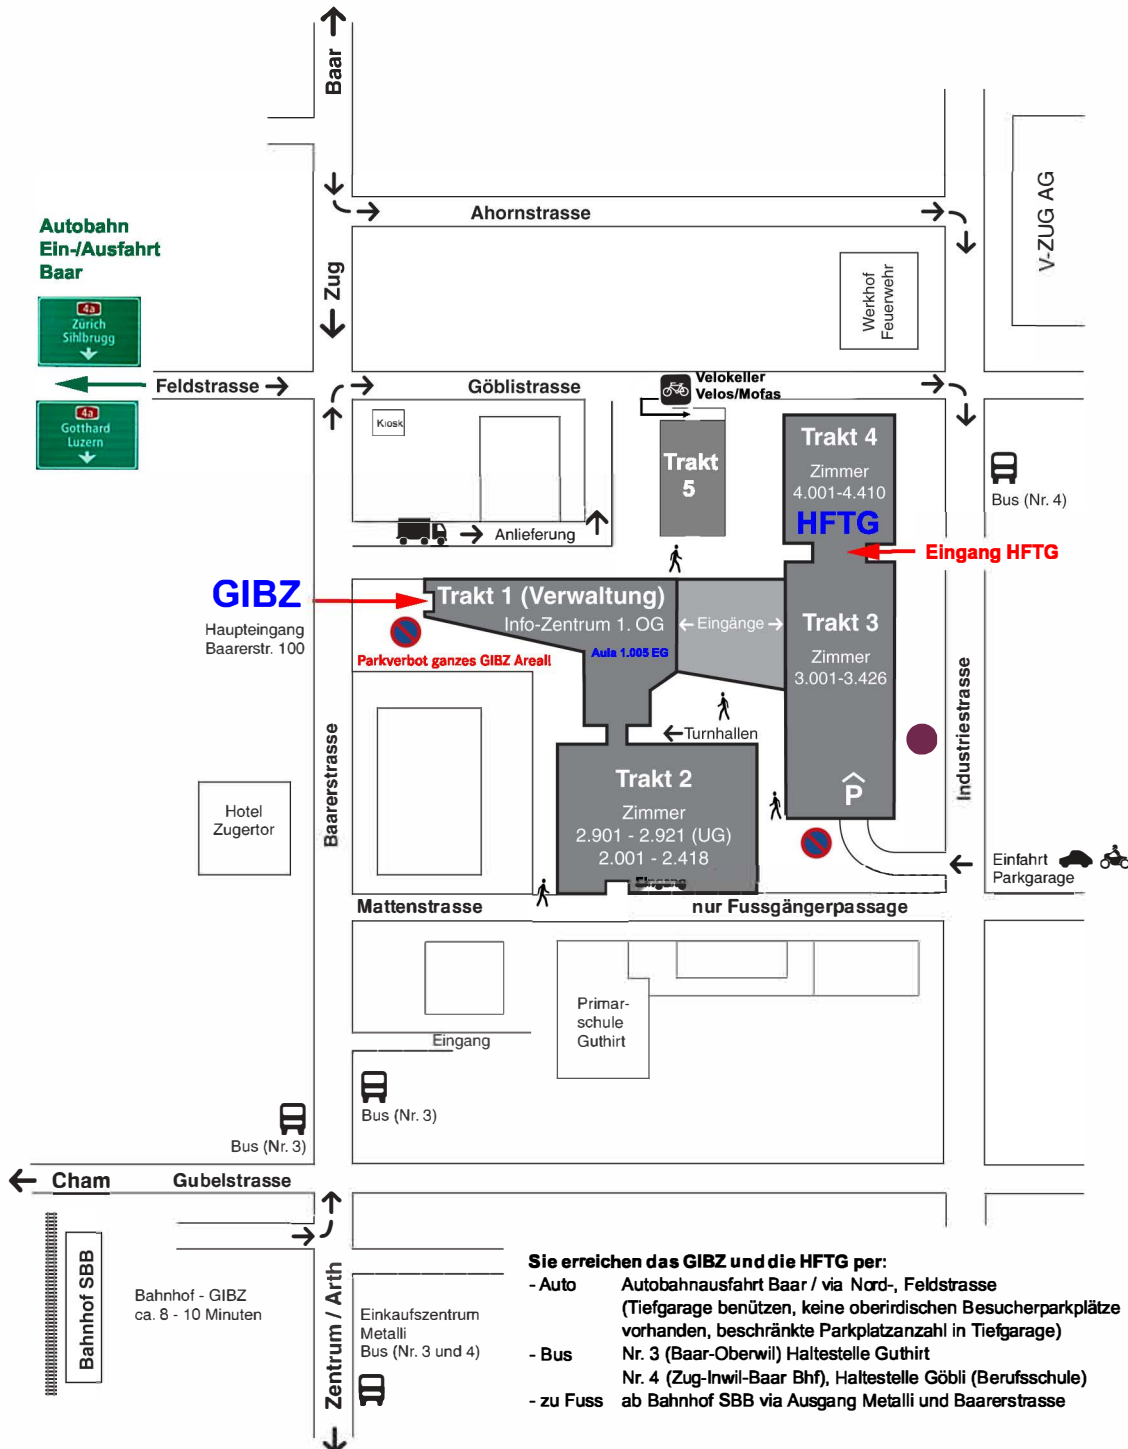 Baar
Ahornstrasse
V-ZUG AG
Autobahn
Ein-/Ausfahrt
Baar
Zug
Werkhof
Feuerwehr
4a
Zürich
Sihlbrugg
Feldstrasse
Göblistrasse
Velokeller
Velos/Mofas
4a
Gotthard
Luzern
Kiosk
Trakt
5
Trakt 4
Zimmer
4.001-4.410
HFTG
Bus (Nr. 4)
Anlieferung
Eingang HFTG
GIBZ
Haupteingang
Baarerstr. 100
Trakt 1 (Verwaltung)
Info-Zentrum 1. OG
Aula 1.005 EG
Eingänge
Trakt 3
Zimmer
3.001-3.426
Parkverbot ganzes GIBZ Areal!
Turnhallen
Baarerstrasse
Industriestrasse
Hotel
Zugertor
Trakt 2
Zimmer
2.901 - 2.921 (UG)
2.001 - 2.418
Eingang
P
Einfahrt
Parkgarage
Mattenstrasse
nur Fussgängerpassage
Primar-
schule
Guthirt
Eingang
Bus (Nr. 3)
Bus (Nr. 3)
Cham
Gubelstrasse
Bahnhof SBB
Bahnhof - GIBZ
ca. 8 - 10 Minuten
Zentrum / Arth
Einkaufszentrum
Metalli
Bus (Nr. 3 und 4)
Sie erreichen das GIBZ und die HFTG per:
- Auto Autobahnausfahrt Baar / via Nord-, Feldstrasse
(Tiefgarage benützen, keine oberirdischen Besucherparkplätze
vorhanden, beschränkte Parkplatzanzahl in Tiefgarage)
- Bus Nr. 3 (Baar-Oberwil) Haltestelle Guthirt
Nr. 4 (Zug-Inwil-Baar Bhf), Haltestelle Göbli (Berufsschule)
- zu Fuss ab Bahnhof SBB via Ausgang Metalli und Baarerstrasse